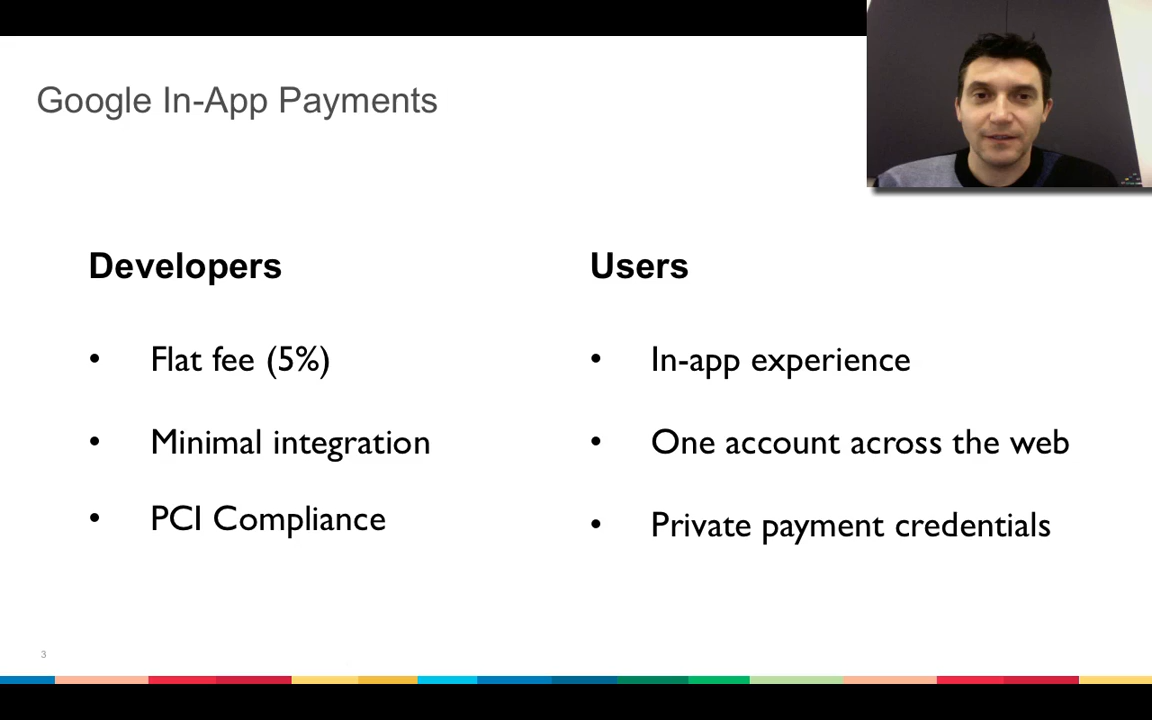 Google In-App Payments
Developers
• Flat fee (5%)
• Minimal integration
• PCI Compliance
Users
• In-app experience
• One account across the web
• Private payment credentials
3